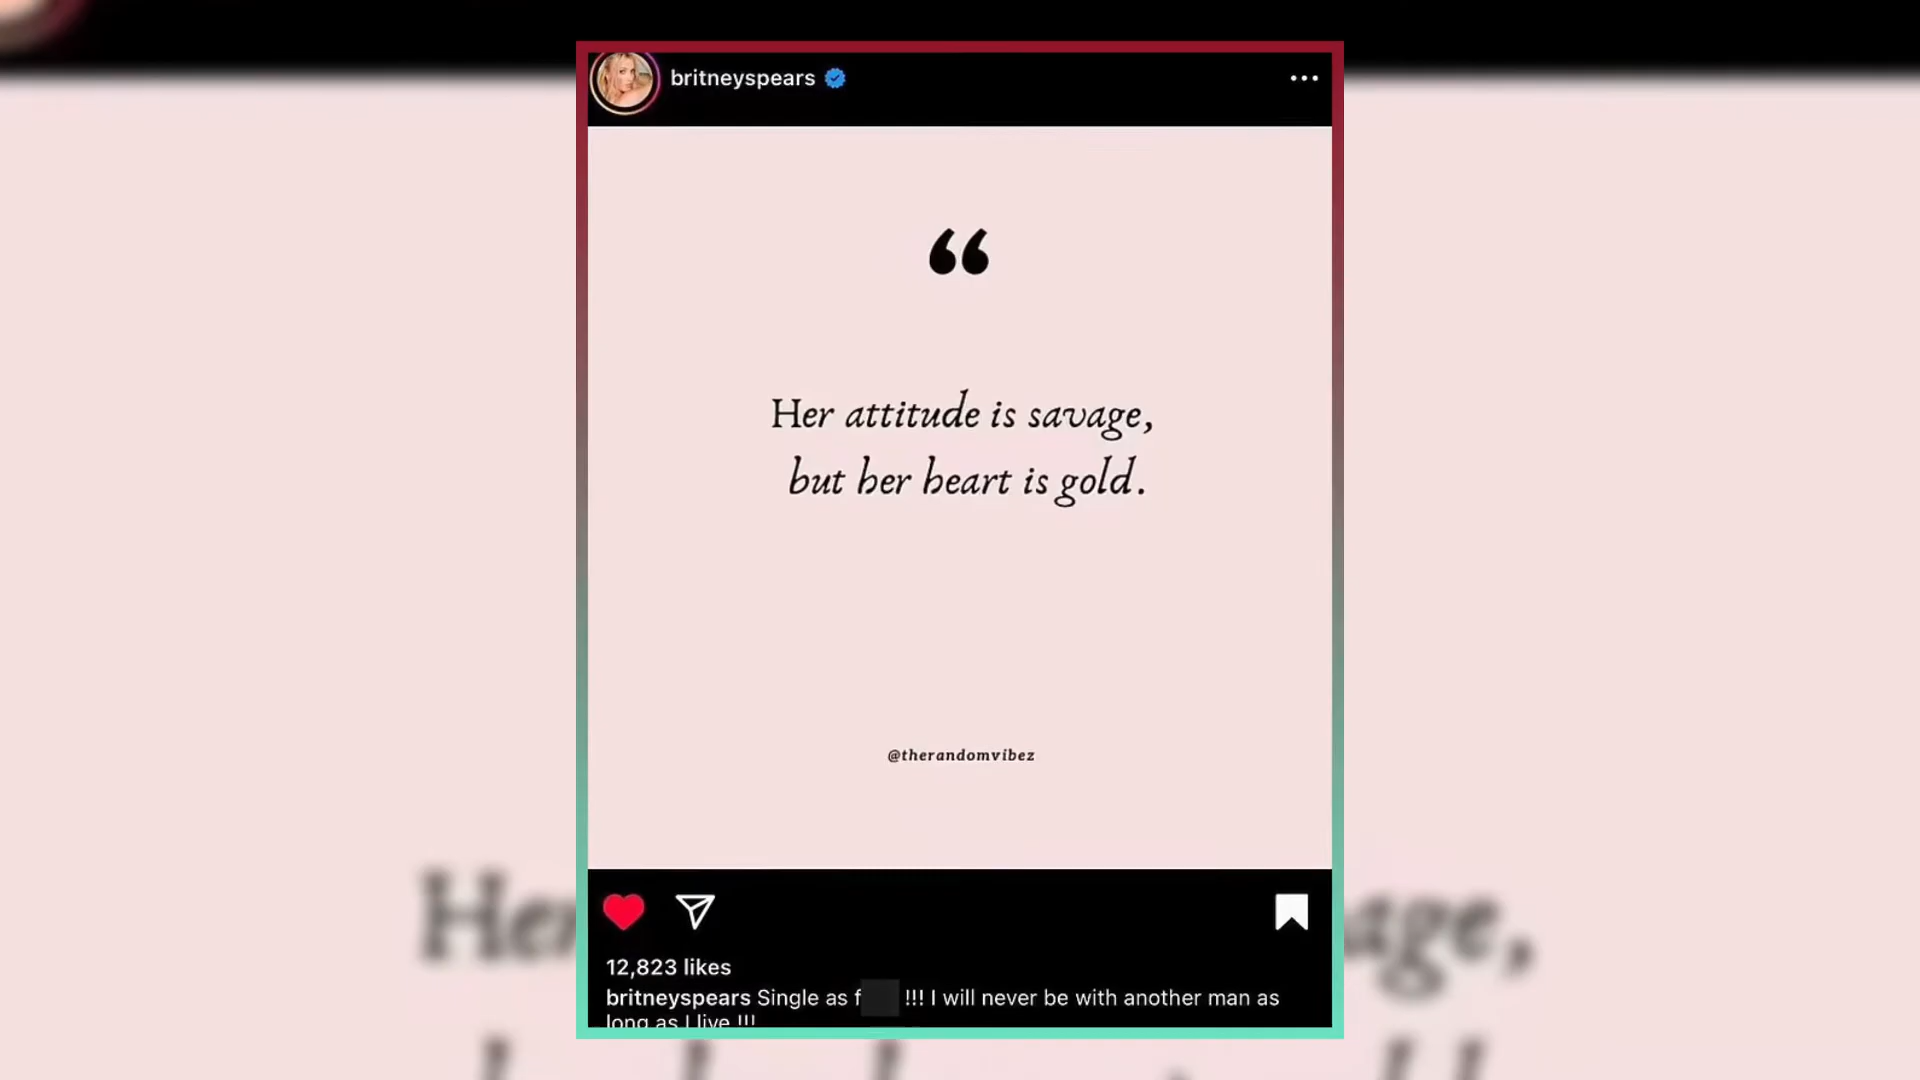 britneyspears
“
Her attitude is savage,
but her heart is gold.
@therandomvibez
12,823 likes
britneyspears Single as f !!! I will never be with another man as
long as I live !!!